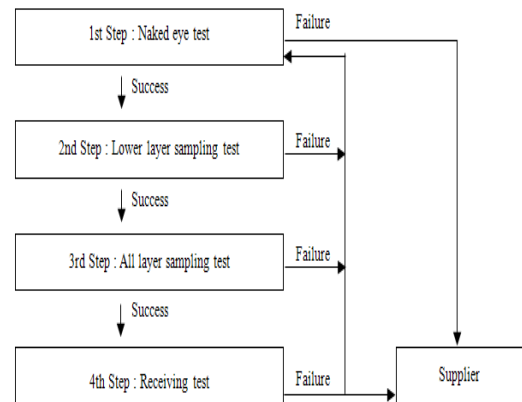 Failure
1st Step : Naked eye test
Success
2nd Step : Lower layer sampling test
Failure
Success
3rd Step : All layer sampling test
Failure
Success
4th Step : Receiving test
Failure
Supplier